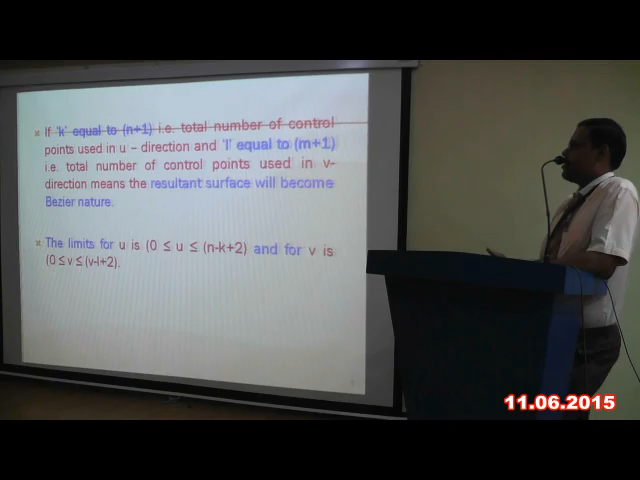 If 'k' equal to (n+1) i.e. total number of control
points used in u – direction and 'l' equal to (m+1)
i.e. total number of control points used in v-
direction means the resultant surface will become
Bezier nature.
The limits for u is (0 ≤ u ≤ (n-k+2) and for v is
(0 ≤ v ≤ (v-l+2).
11.06.2015